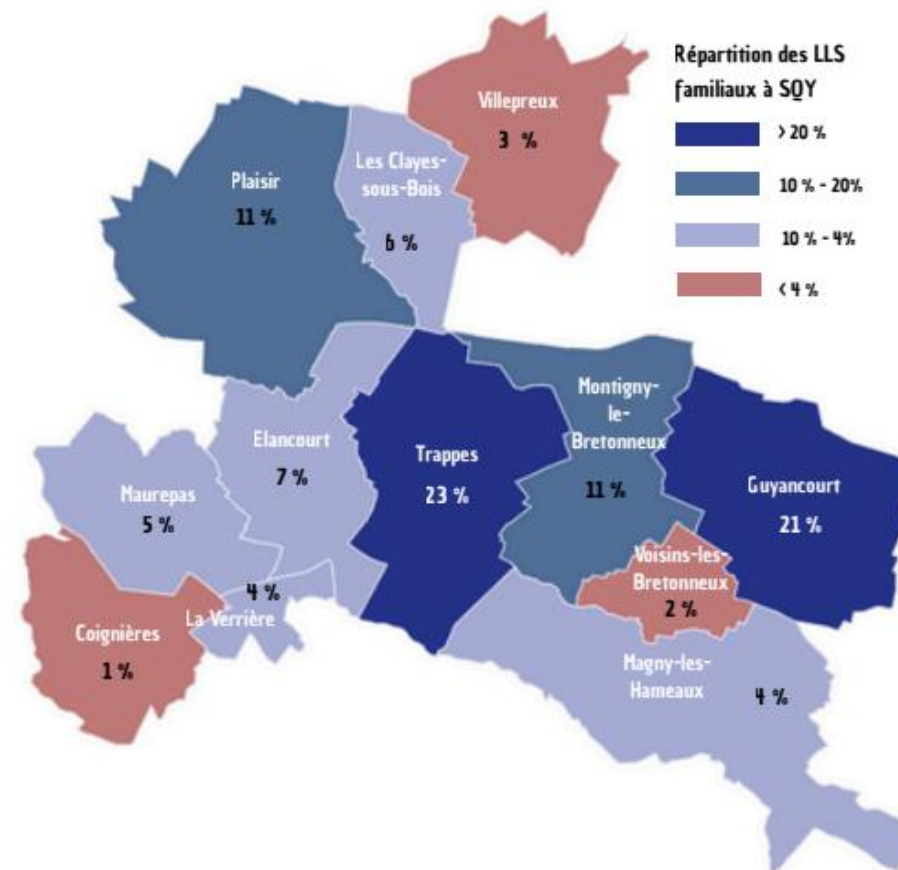 Répartition des LLS
familiaux à SQY
> 20 %
10 % - 20%
10 % - 4%
< 4 %
Villepreux
3 %
Les Clayes-
sous-Bois
6 %
Plaisir
11 %
Montigny-
le-
Bretonneux
11 %
Elancourt
7 %
Trappes
23 %
Guyancourt
21 %
Maurepas
5 %
Voisins-les-
Bretonneux
2 %
4 %
La Verrière
Coignières
1 %
Magny-les-
Hameaux
4 %